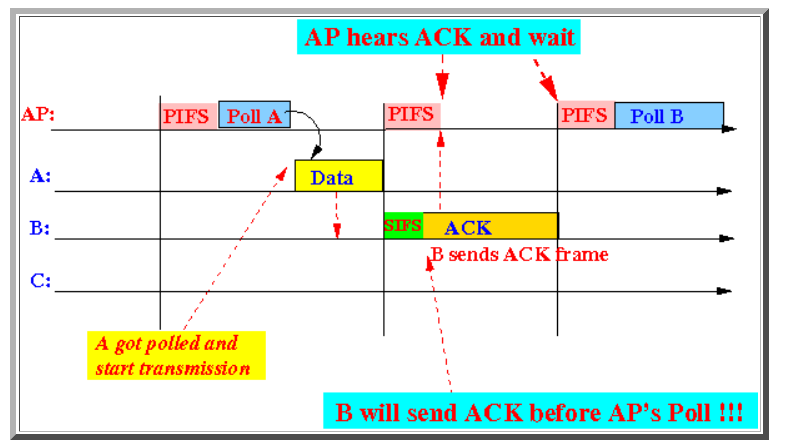 AP hears ACK and wait
AP: PIFS Poll A PIFS PIFS Poll B
A: Data
B: SIFS ACK
B sends ACK frame
C:
A got polled and
start transmission
B will send ACK before AP's Poll !!!